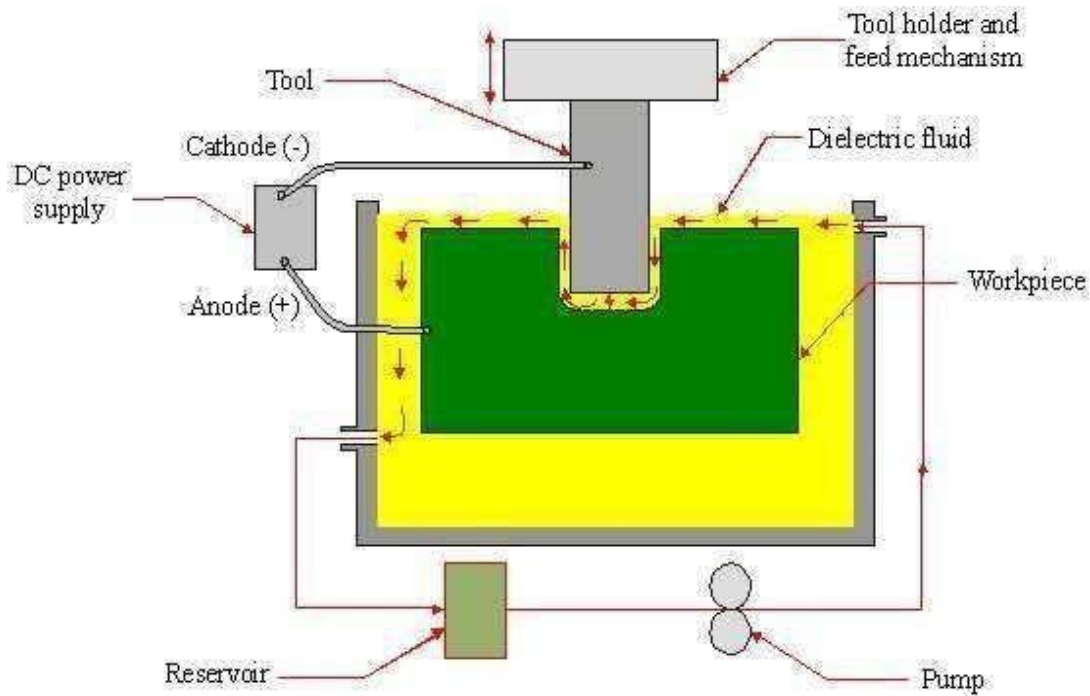 Tool holder and
feed mechanism
Tool
Cathode (-)
Dielectric fluid
DC power
supply
Workpiece
Anode (+)
Reservoir
Pump